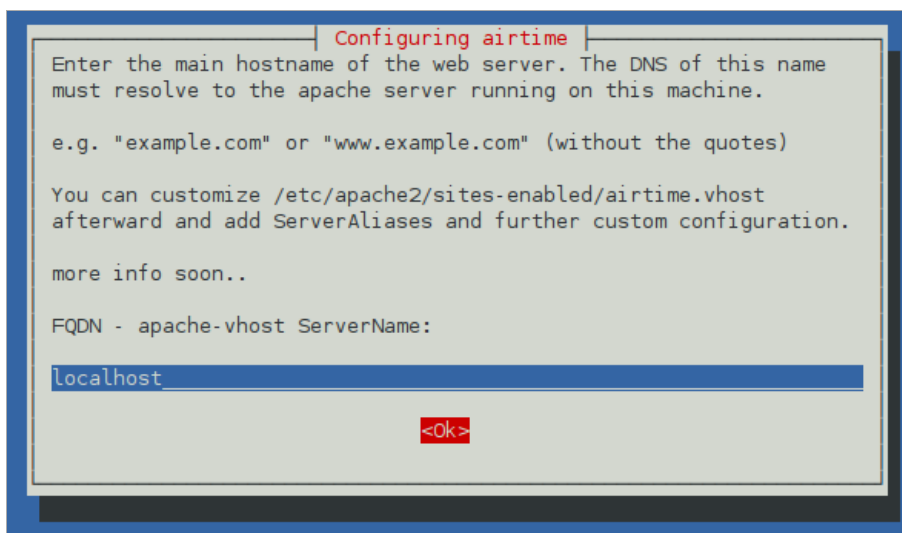 Configuring airtime
Enter the main hostname of the web server. The DNS of this name
must resolve to the apache server running on this machine.
e.g. "example.com" or "www.example.com" (without the quotes)
You can customize /etc/apache2/sites-enabled/airtime.vhost
afterward and add ServerAliases and further custom configuration.
more info soon..
FQDN - apache-vhost ServerName:
localhost
<Ok>